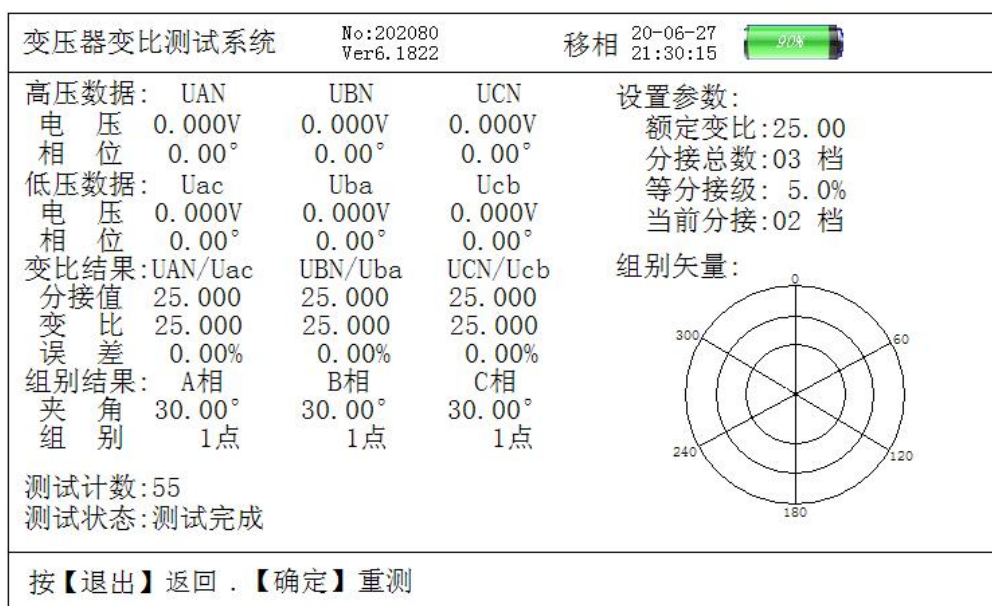 变压器变比测试系统 No:202080 Ver6.1822 移相 20-06-27 21:30:15 90%
高压数据: UAN UBN UCN
电 压 0.000V 0.000V 0.000V
相 位 0.00° 0.00° 0.00°
低压数据: Uac Uba Ucb
电 压 0.000V 0.000V 0.000V
相 位 0.00° 0.00° 0.00°
变比结果:UAN/Uac UBN/Uba UCN/Ucb
分接值 25.000 25.000 25.000
变 比 25.000 25.000 25.000
误 差 0.00% 0.00% 0.00%
组别结果: A相 B相 C相
夹 角 30.00° 30.00° 30.00°
组 别 1点 1点 1点
测试计数:55
测试状态:测试完成
设置参数:
额定变比:25.00
分接总数:03 档
等分接级: 5.0%
当前分接:02 档
组别矢量:
0
300 60
240 120
180
按【退出】返回.【确定】重测